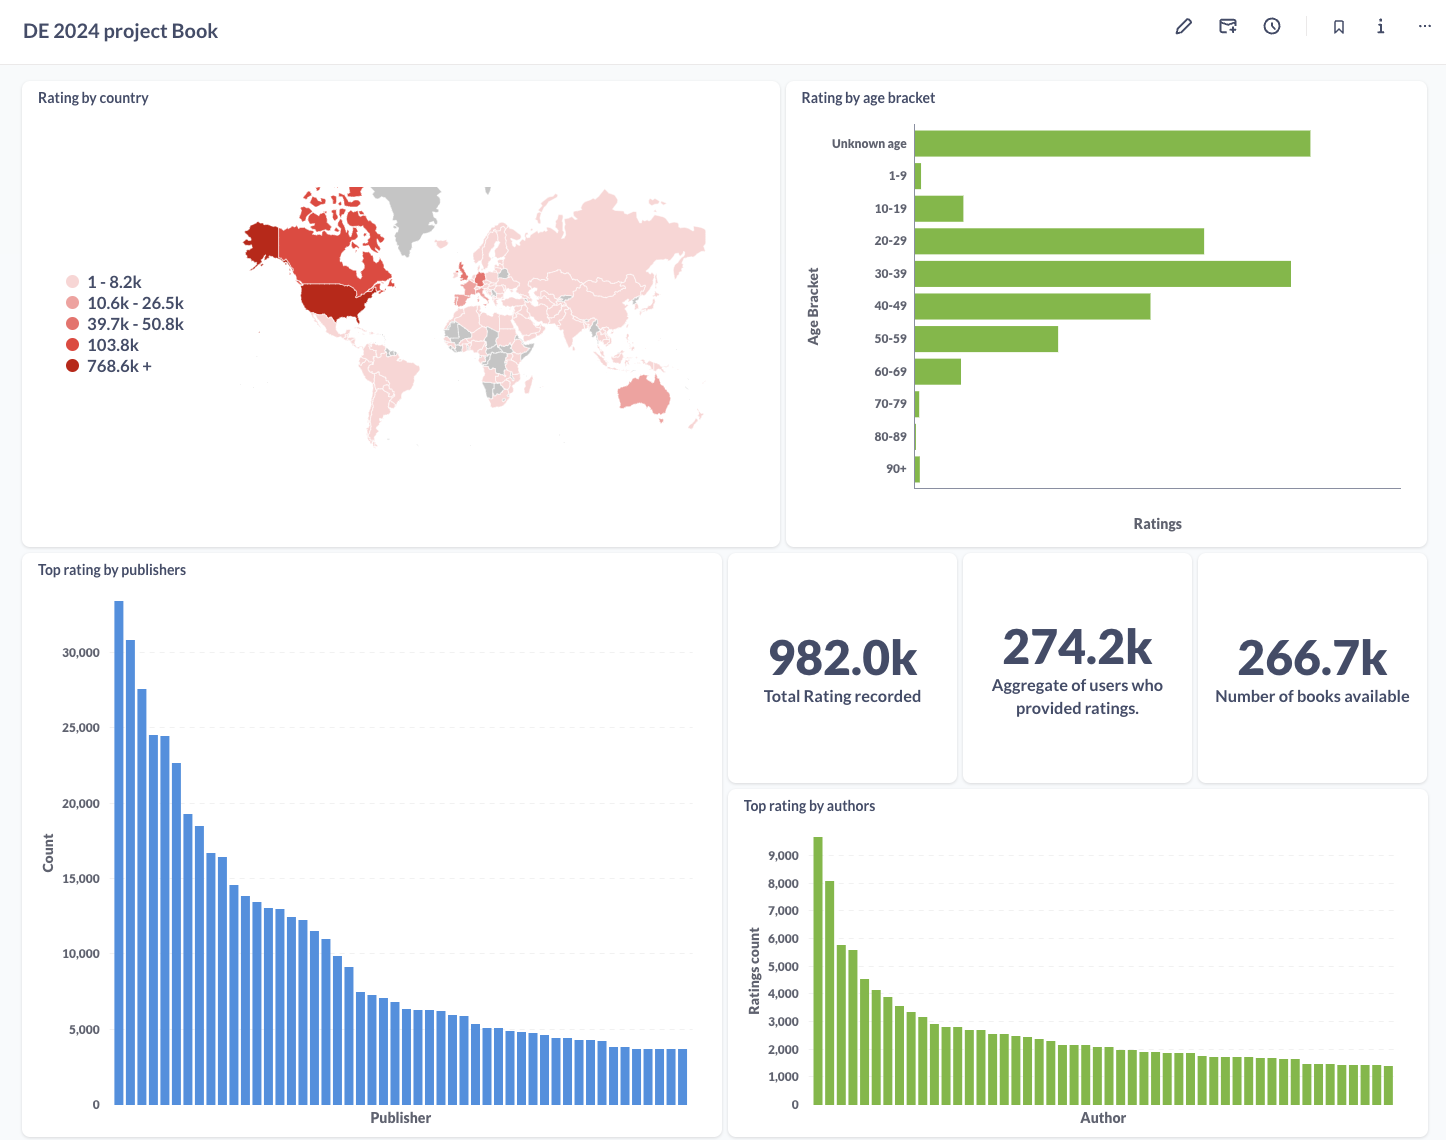 DE 2024 project Book
Rating by country
1 - 8.2k
10.6k - 26.5k
39.7k - 50.8k
103.8k
768.6k +
Rating by age bracket
Age Bracket
Unknown age
1-9
10-19
20-29
30-39
40-49
50-59
60-69
70-79
80-89
90+
Ratings
Top rating by publishers
Count
30,000
25,000
20,000
15,000
10,000
5,000
0
Publisher
982.0k
Total Rating recorded
274.2k
Aggregate of users who
provided ratings.
266.7k
Number of books available
Top rating by authors
Ratings count
9,000
8,000
7,000
6,000
5,000
4,000
3,000
2,000
1,000
0
Author